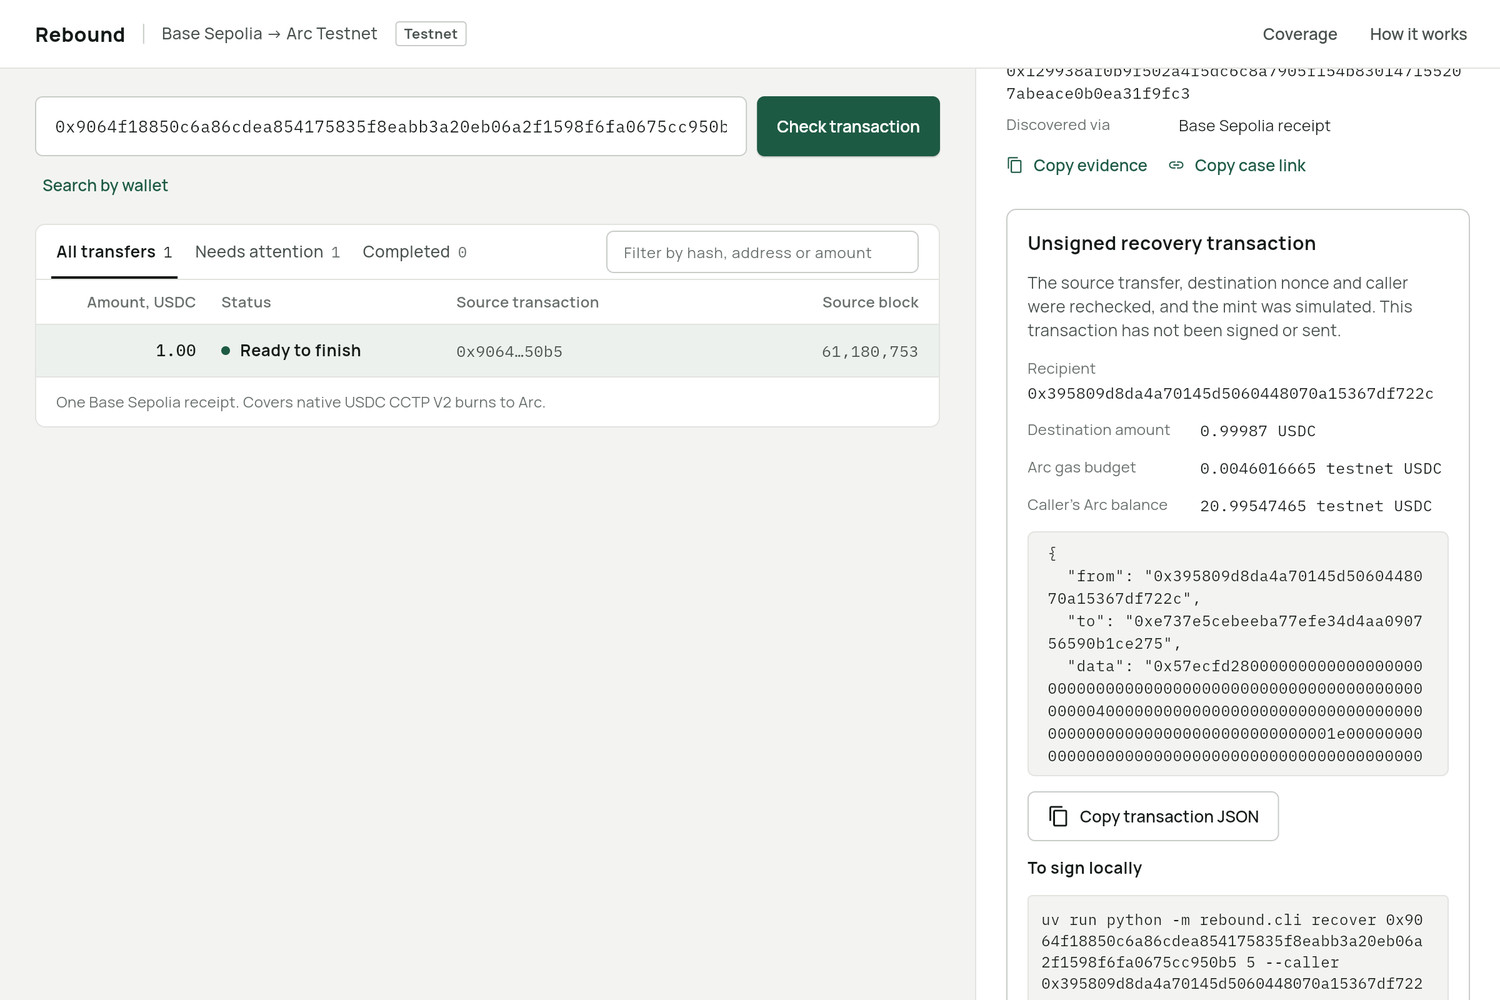 Rebound
Base Sepolia → Arc Testnet
Testnet
Coverage
How it works
0x9064f18850c6a86cdea854175835f8eabb3a20eb06a2f1598f6fa0675cc950b
Check transaction
Search by wallet
All transfers 1
Needs attention 1
Completed 0
Filter by hash, address or amount
Amount, USDC
Status
Source transaction
Source block
1.00
Ready to finish
0x9064…50b5
61,180,753
One Base Sepolia receipt. Covers native USDC CCTP V2 burns to Arc.
7abeace0b0ea31f9fc3
Discovered via
Base Sepolia receipt
Copy evidence
Copy case link
Unsigned recovery transaction
The source transfer, destination nonce and caller
were rechecked, and the mint was simulated. This
transaction has not been signed or sent.
Recipient
0x395809d8da4a70145d5060448070a15367df722c
Destination amount
0.99987 USDC
Arc gas budget
0.0046016665 testnet USDC
Caller's Arc balance
20.99547465 testnet USDC
{
"from": "0x395809d8da4a70145d50604480
70a15367df722c",
"to": "0xe737e5cebeeba77efe34d4aa0907
56590b1ce275",
"data": "0x57ecfd28000000000000000000
000000000000000000000000000000000000000
000004000000000000000000000000000000000
00000000000000000000000000001e00000000
000000000000000000000000000000000000000
Copy transaction JSON
To sign locally
uv run python -m rebound.cli recover 0x90
64f18850c6a86cdea854175835f8eabb3a20eb06a
2f1598f6fa0675cc950b5 5 --caller
0x395809d8da4a70145d5060448070a15367df722